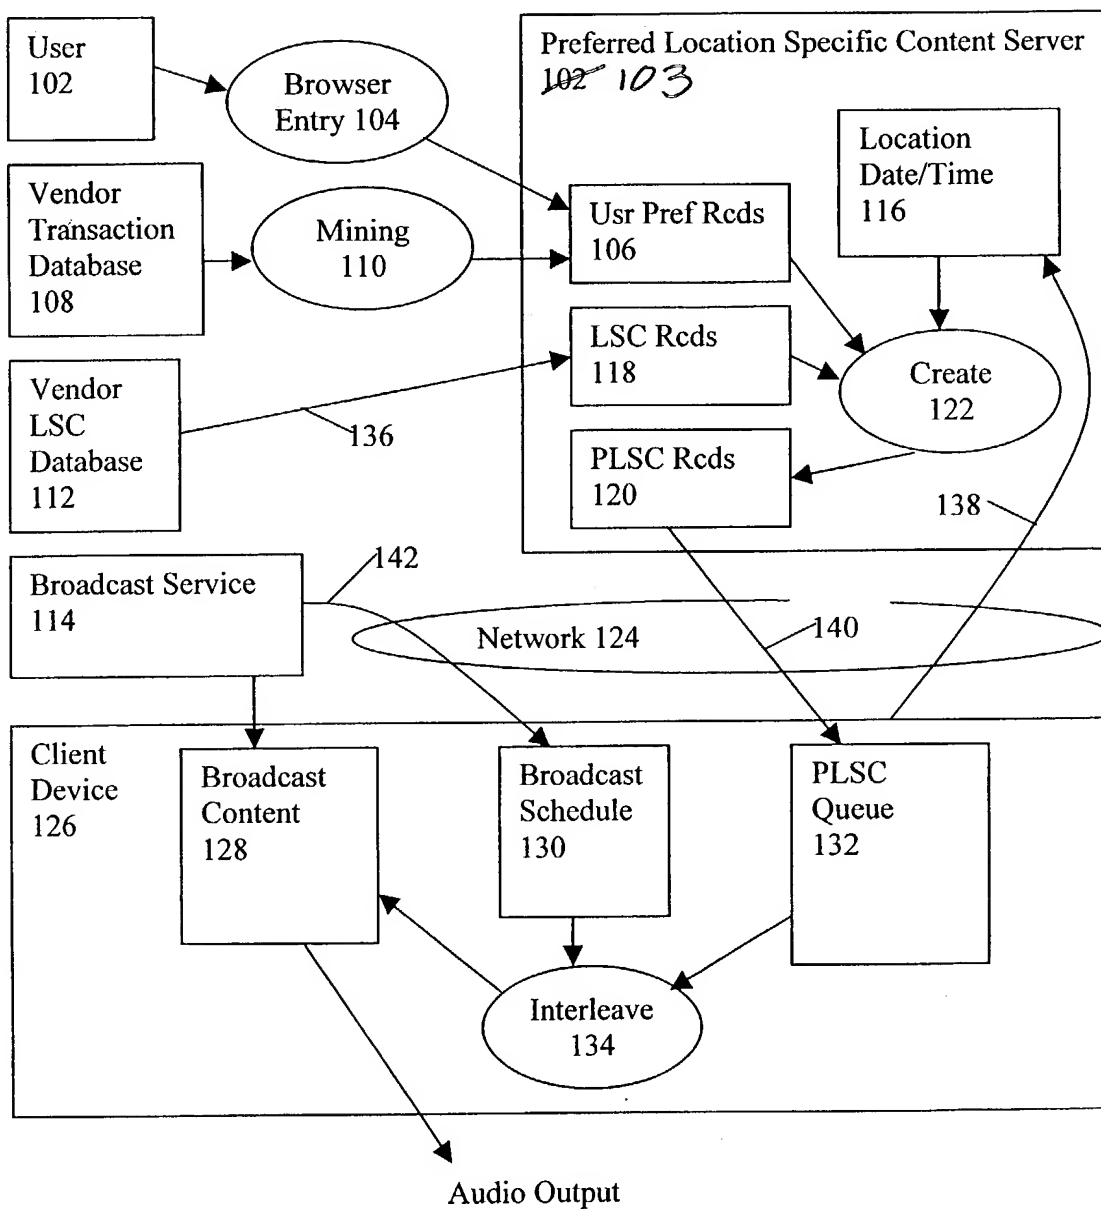 User
102
Browser
Entry 104
Preferred Location Specific Content Server
102 103
Location
Date/Time
116
Vendor
Transaction
Database
108
Mining
110
Usr Pref Rcds
106
LSC Rcds
118
Create
122
Vendor
LSC
Database
112
136
PLSC Rcds
120
138
142
Broadcast Service
114
Network 124
140
Client
Device
126
Broadcast
Content
128
Broadcast
Schedule
130
PLSC
Queue
132
Interleave
134
Audio Output